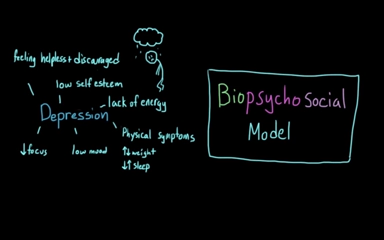 feeling helpless + discouraged
low self esteem
lack of energy
Depression
Physical symptoms
↑↓ weight
↓↑ sleep
↓ focus
low mood
Biopsychosocial
Model